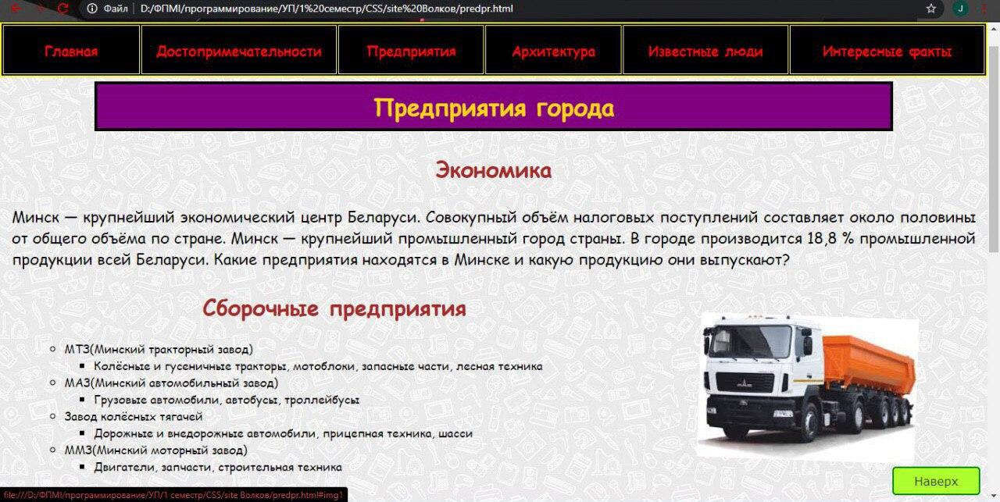 Файл | D:/ФПМІ/программирование/УП/1%20семестр/CSS/site%20Волков/predpr.html
J
Главная
Достопримечательности
Предприятия
Архитектура
Известные люди
Интересные факты
Предприятия города
Экономика
Минск — крупнейший экономический центр Беларуси. Совокупный объём налоговых поступлений составляет около половины
от общего объёма по стране. Минск — крупнейший промышленный город страны. В городе производится 18,8 % промышленной
продукции всей Беларуси. Какие предприятия находятся в Минске и какую продукцию они выпускают?
Сборочные предприятия
МТЗ(Минский тракторный завод)
Колёсные и гусеничные тракторы, мотоблоки, запасные части, лесная техника
МАЗ(Минский автомобильный завод)
Грузовые автомобили, автобусы, троллейбусы
Завод колёсных тягачей
Дорожные и внедорожные автомобили, прицепная техника, шасси
ММЗ(Минский моторный завод)
Двигатели, запчасти, строительная техника
Наверх
file:///D:/ФПМІ/программирование/УП/1 семестр/CSS/site Волков/predpr.html#img1